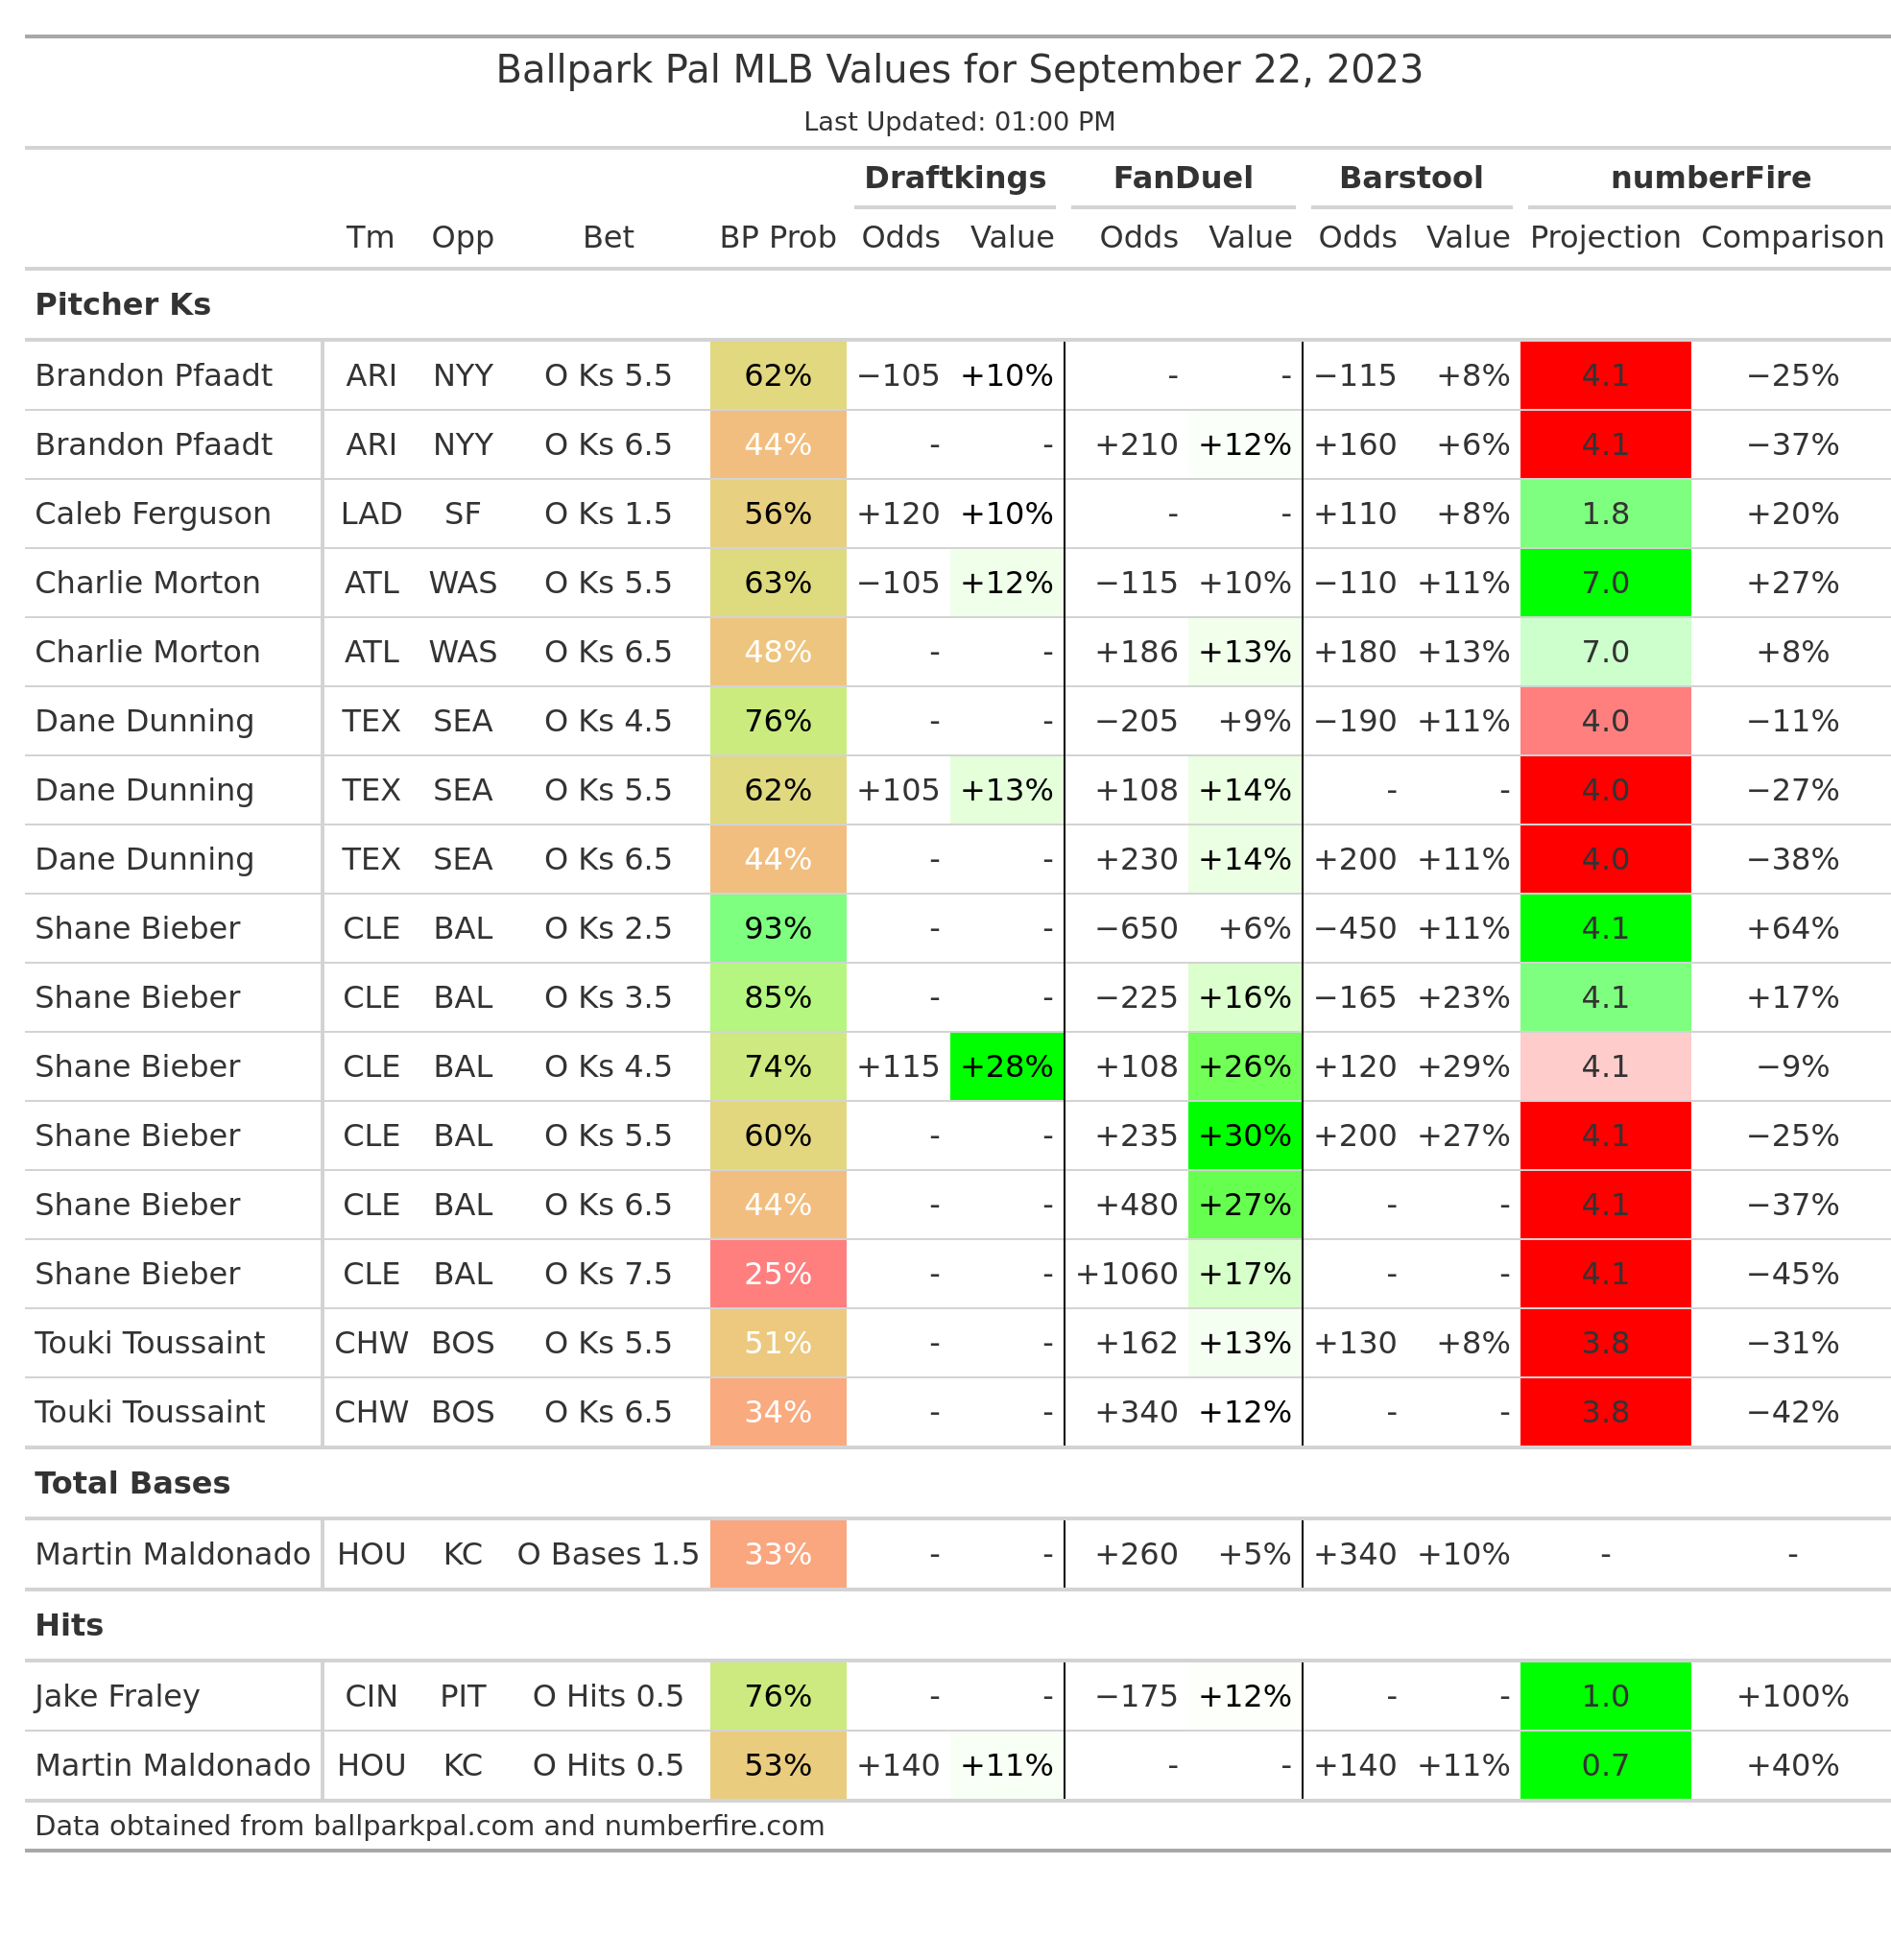 Ballpark Pal MLB Values for September 22, 2023
Last Updated: 01:00 PM
Draftkings FanDuel Barstool numberFire
Tm Opp Bet BP Prob Odds Value Odds Value Odds Value Projection Comparison
Pitcher Ks
Brandon Pfaadt ARI NYY O Ks 5.5 62% −105 +10% - - −115 +8% 4.1 −25%
Brandon Pfaadt ARI NYY O Ks 6.5 44% - - +210 +12% +160 +6% 4.1 −37%
Caleb Ferguson LAD SF O Ks 1.5 56% +120 +10% - - +110 +8% 1.8 +20%
Charlie Morton ATL WAS O Ks 5.5 63% −105 +12% −115 +10% −110 +11% 7.0 +27%
Charlie Morton ATL WAS O Ks 6.5 48% - - +186 +13% +180 +13% 7.0 +8%
Dane Dunning TEX SEA O Ks 4.5 76% - - −205 +9% −190 +11% 4.0 −11%
Dane Dunning TEX SEA O Ks 5.5 62% +105 +13% +108 +14% - - 4.0 −27%
Dane Dunning TEX SEA O Ks 6.5 44% - - +230 +14% +200 +11% 4.0 −38%
Shane Bieber CLE BAL O Ks 2.5 93% - - −650 +6% −450 +11% 4.1 +64%
Shane Bieber CLE BAL O Ks 3.5 85% - - −225 +16% −165 +23% 4.1 +17%
Shane Bieber CLE BAL O Ks 4.5 74% +115 +28% +108 +26% +120 +29% 4.1 −9%
Shane Bieber CLE BAL O Ks 5.5 60% - - +235 +30% +200 +27% 4.1 −25%
Shane Bieber CLE BAL O Ks 6.5 44% - - +480 +27% - - 4.1 −37%
Shane Bieber CLE BAL O Ks 7.5 25% - - +1060 +17% - - 4.1 −45%
Touki Toussaint CHW BOS O Ks 5.5 51% - - +162 +13% +130 +8% 3.8 −31%
Touki Toussaint CHW BOS O Ks 6.5 34% - - +340 +12% - - 3.8 −42%
Total Bases
Martin Maldonado HOU KC O Bases 1.5 33% - - +260 +5% +340 +10% - -
Hits
Jake Fraley CIN PIT O Hits 0.5 76% - - −175 +12% - - 1.0 +100%
Martin Maldonado HOU KC O Hits 0.5 53% +140 +11% - - +140 +11% 0.7 +40%
Data obtained from ballparkpal.com and numberfire.com